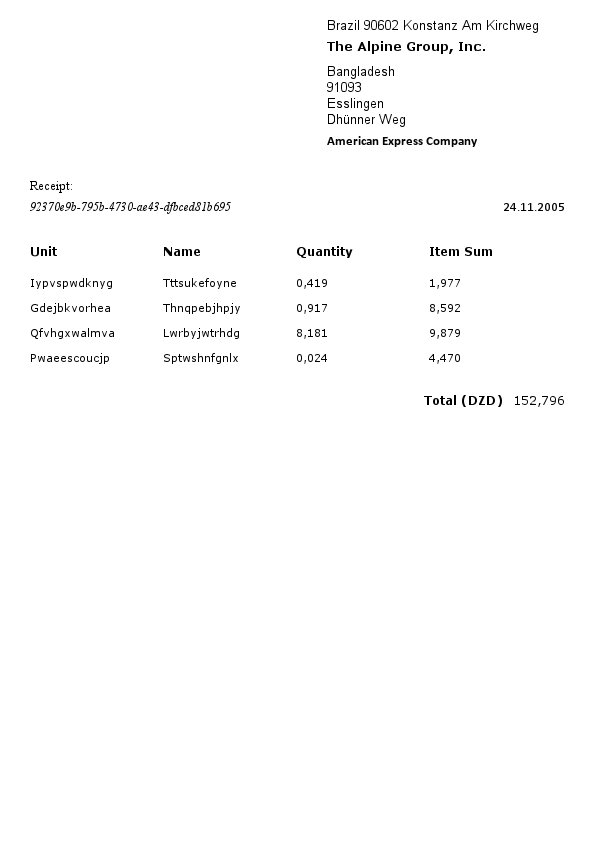 Brazil 90602 Konstanz Am Kirchweg
The Alpine Group, Inc.
Bangladesh
91093
Esslingen
Dhünner Weg
American Express Company
Receipt:
92370e9b-795b-4730-ae43-dfbced81b695 24.11.2005
Unit Name Quantity Item Sum
Iypvspwdknyg Tttsukefoyne 0,419 1,977
Gdejbkvorhea Thnqpebjhpjy 0,917 8,592
Qfvhgxwalmva Lwrbyjwtrhdg 8,181 9,879
Pwaeescoucjp Sptwshnfgnlx 0,024 4,470
Total (DZD) 152,796